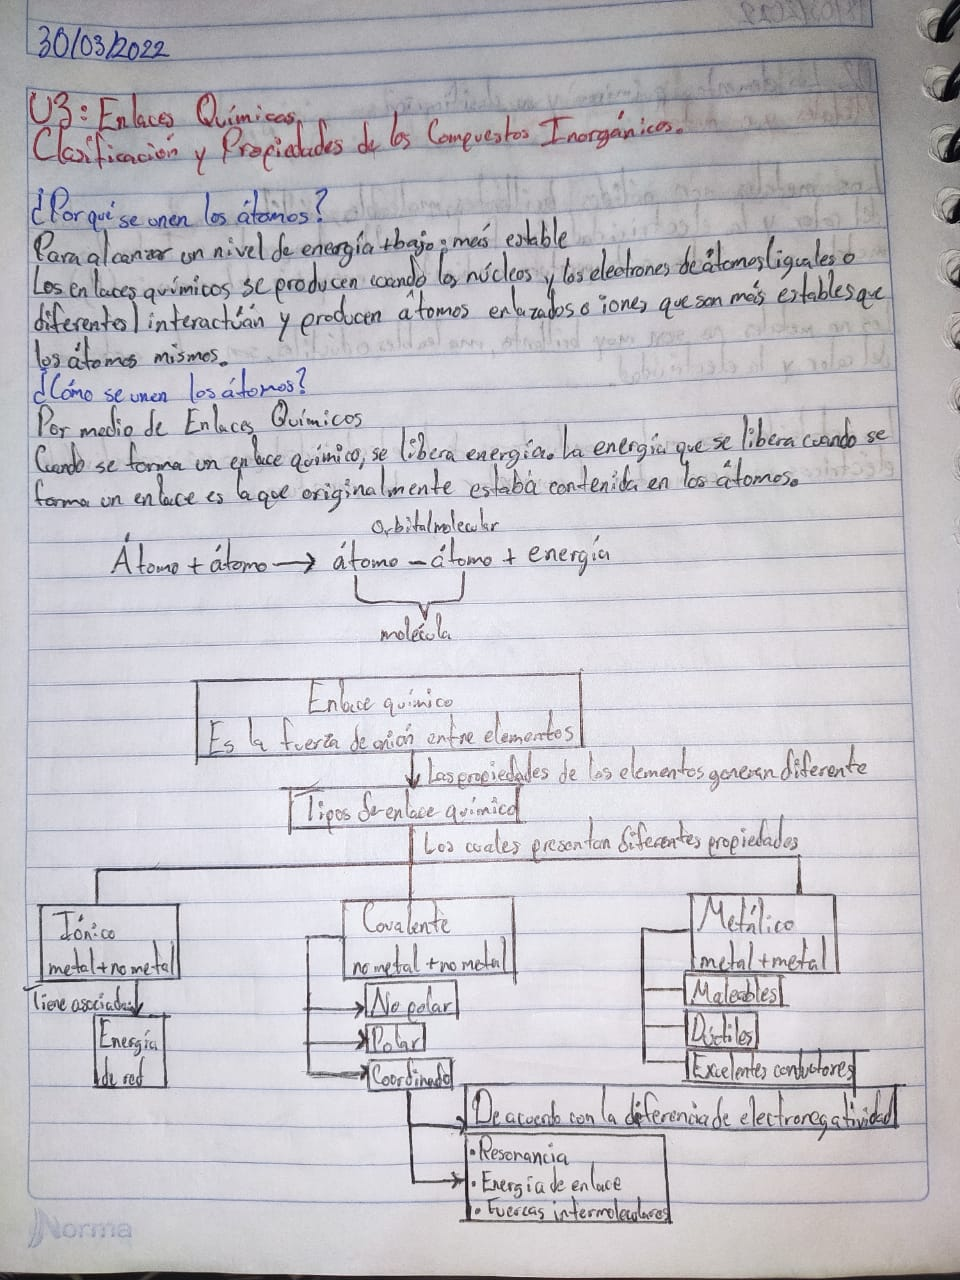 30/03/2022
U3: Enlaces Químicos.
Clasificación y Propiedades de los Compuestos Inorgánicos.
¿Por qué se unen los átomos?
Para alcanzar un nivel de energía + bajo; más estable
Los enlaces químicos se producen cuando los núcleos y los electrones de átomos (iguales o
diferentes) interactúan y producen átomos enlazados o iones que son más estables que
los átomos mismos.
¿Cómo se unen los átomos?
Por medio de Enlaces Químicos
Cuando se forma un enlace químico, se libera energía. La energía que se libera cuando se
forma un enlace es la que originalmente estaba contenida en los átomos.
orbital molecular
Átomo + átomo → átomo – átomo + energía
molécula
Enlace químico
Es la fuerza de unión entre elementos
Las propiedades de los elementos generan diferente
Tipos de enlace químico
Los cuales presentan diferentes propiedades
Iónico
metal + no metal
Tiene asociada
Energía
de red
Covalente
no metal + no metal
No polar
Polar
Coordinado
Metálico
metal + metal
Maleables
Dúctiles
Excelentes conductores
De acuerdo con la diferencia de electronegatividad
• Resonancia
• Energía de enlace
• Fuercas intermoleculares
Norma